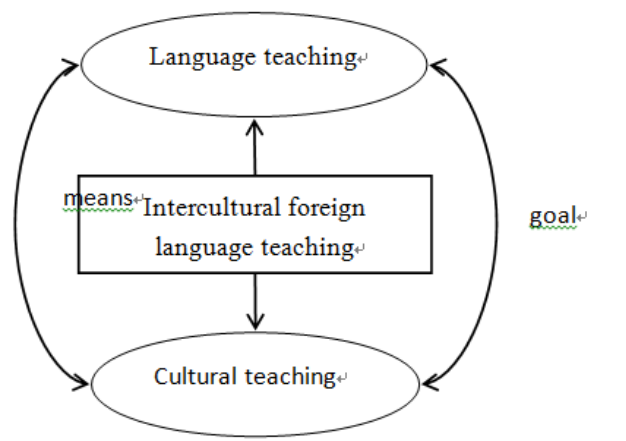 Language teaching
means
Intercultural foreign
language teaching
goal
Cultural teaching